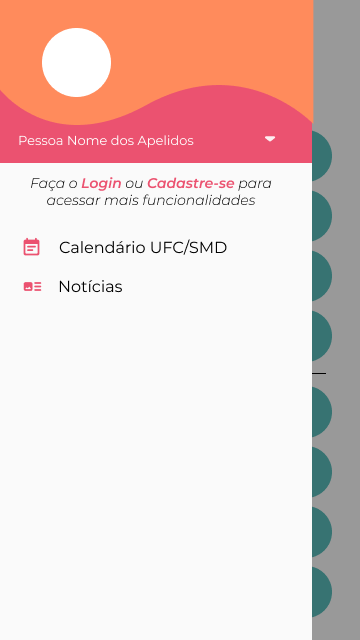 Pessoa Nome dos Apelidos
Faça o Login ou Cadastre-se para
acessar mais funcionalidades
Calendário UFC/SMD
Notícias